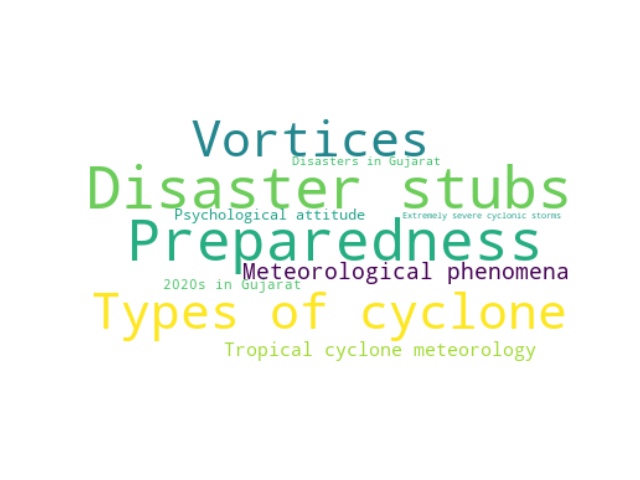 Vortices
Disasters in Gujarat
Disaster stubs
Psychological attitude
Extremely severe cyclonic storms
Preparedness
Meteorological phenomena
2020s in Gujarat
Types of cyclone
Tropical cyclone meteorology